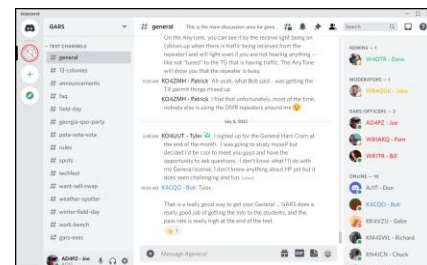 DISCORD
GARS
general
This is the main discussion area for gene...
Search
TEXT CHANNELS
# general
# 13-colonies
# announcements
# faq
# field-day
# georgia-qso-party
# pota-sota-vota
# rules
# spots
# techfest
# want-sell-swap
# weather-spotter
# winter-field-day
# work-bench
# gars-exec
AD4PZ - Joe
On the Any tone, you can see it by the receive light being on
(shows up when there is traffic being received from the
repeater) and will light even if you are not hearing anything --
like not "tuned" to the TG that is having traffic. The AnyTone
will show you that the repeater is busy.
KO4ZMH - Patrick Ah yeah, what Bob said... was getting the
TX permit things mixed up
KO4ZMH - Patrick I find that unfortunately, most of the time
nobody else is using the DMR repeaters around me
July 8, 2022
KO4UUT - Tyler I signed up for the General Ham Cram at
the end of the month. I was going to study myself but
decided I'd be cool to meet you guys and have the
opportunity to ask questions. I don't know what I'll do with
my General license. I don't know anything about HF yet but it
does seem challenging and fun.
K4CQO - Bob Tyler,
That is a really good way to get your General ... GARS does a
really good job of getting the info to the students, and the
pass rate is really high at the end of the test.
1
Message #general
GIF
ADMINS — 1
W4DTR - Dave
MODERATORS — 1
John
GARS-OFFICERS — 3
AD4PZ - Joe
WB8AKQ - Pam
Bill
ONLINE — 16
AJ1T - Don
K4CQO - Bob
KK4VZU - Gabe
KM4SWL - Richard
KN4ICN - Chuck